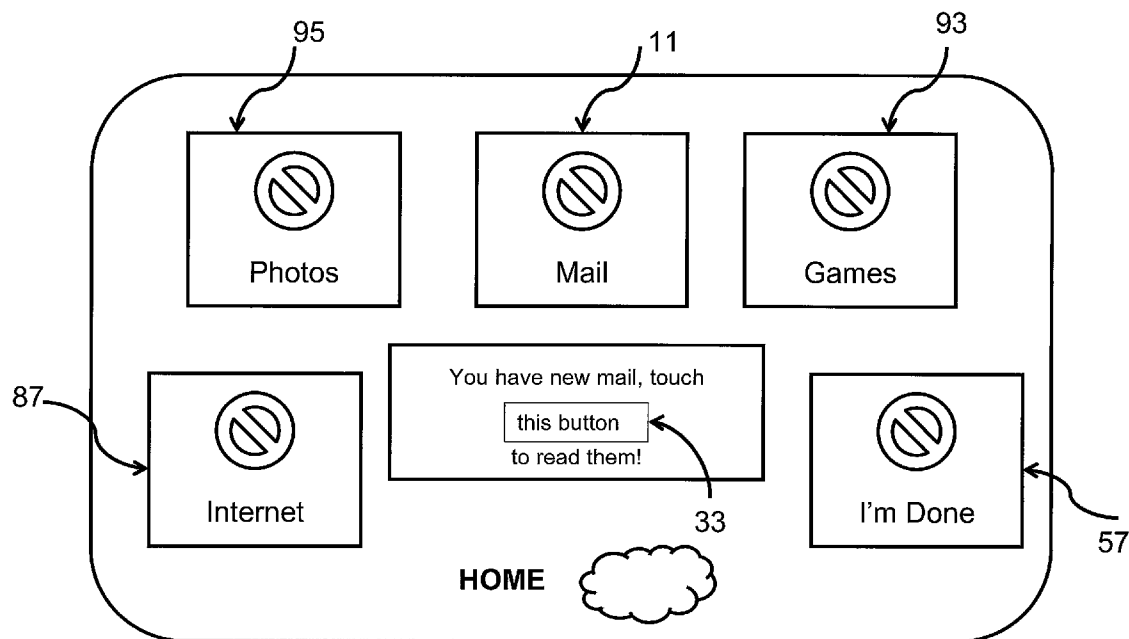 95
11
93
Photos
Mail
Games
You have new mail, touch
this button
to read them!
87
Internet
33
I'm Done
57
HOME